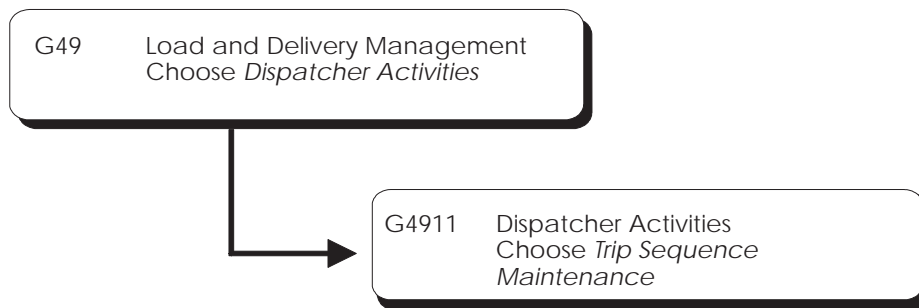 G49 Load and Delivery Management
Choose Dispatcher Activities
G4911 Dispatcher Activities
Choose Trip Sequence
Maintenance